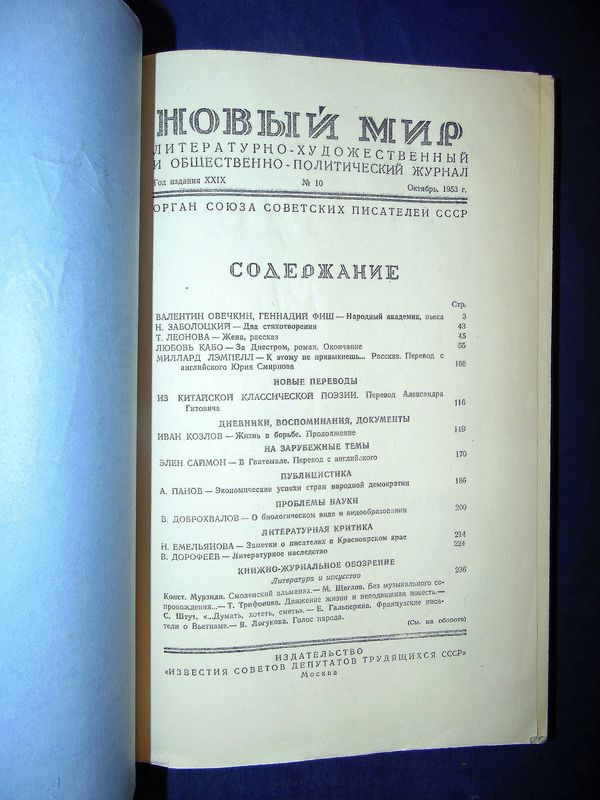 НОВЫЙ МИР
ЛИТЕРАТУРНО-ХУДОЖЕСТВЕННЫЙ
И ОБЩЕСТВЕННО-ПОЛИТИЧЕСКИЙ ЖУРНАЛ
Год издания XXIX № 10 Октябрь, 1953 г.
ОРГАН СОЮЗА СОВЕТСКИХ ПИСАТЕЛЕЙ СССР
СОДЕРЖАНИЕ
Стр.
ВАЛЕНТИН ОВЕЧКИН, ГЕННАДИЙ ФИШ — Народный академик, пьеса 3
Н. ЗАБОЛОЦКИЙ — Два стихотворения 43
Т. ЛЕОНОВА — Жена, рассказ 45
ЛЮБОВЬ КАБО — За Днестром, роман. Окончание 55
МИЛЛАРД ЛЭМПЕЛЛ — К этому не привыкнешь... Рассказ. Перевод с
английского Юрия Смирнова 108
НОВЫЕ ПЕРЕВОДЫ
ИЗ КИТАЙСКОЙ КЛАССИЧЕСКОЙ ПОЭЗИИ. Перевод Александра
Гитовича 116
ДНЕВНИКИ, ВОСПОМИНАНИЯ, ДОКУМЕНТЫ
ИВАН КОЗЛОВ — Жизнь в борьбе. Продолжение 119
НА ЗАРУБЕЖНЫЕ ТЕМЫ
ЭЛЕН САЙМОН — В Гватемале. Перевод с английского 170
ПУБЛИЦИСТИКА
А. ПАНОВ — Экономические успехи стран народной демократии 186
ПРОБЛЕМЫ НАУКИ
В. ДОБРОХВАЛОВ — О биологическом виде и видообразовании 200
ЛИТЕРАТУРНАЯ КРИТИКА
Н. ЕМЕЛЬЯНОВА — Заметки о писателях в Красноярском крае 214
В. ДОРОФЕЕВ — Литературное наследство 224
КНИЖНО-ЖУРНАЛЬНОЕ ОБОЗРЕНИЕ 236
Литература и искусство
Конст. Мурзиди. Смоленский альманах.— М. Щеглов. Без музыкального со-
провождения...— Т. Трифонова. Движение жизни и неподвижная повесть.—
С. Штут. «...Думать, хотеть, сметь».— Е. Гальперина. Французские писа-
тели о Вьетнаме.— В. Логукова. Голос народа.
(См. на обороте)
ИЗДАТЕЛЬСТВО
«ИЗВЕСТИЯ СОВЕТОВ ДЕПУТАТОВ ТРУДЯЩИХСЯ СССР»
Москва